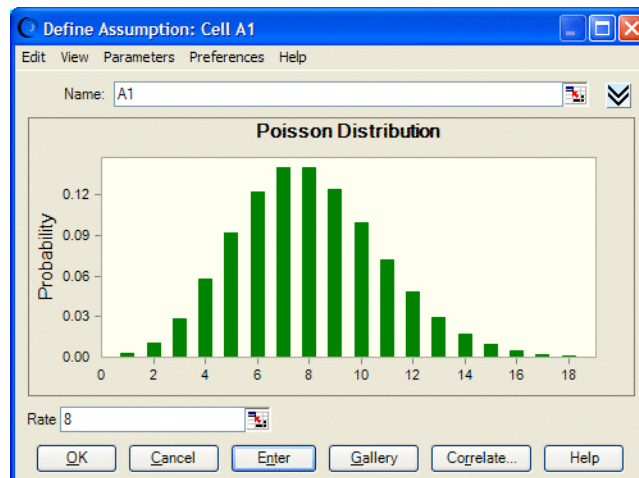 Define Assumption: Cell A1
Edit View Parameters Preferences Help
Name: A1
Poisson Distribution
Probability
0.12
0.09
0.06
0.03
0.00
0 2 4 6 8 10 12 14 16 18
Rate 8
OK Cancel Enter Gallery Correlate... Help